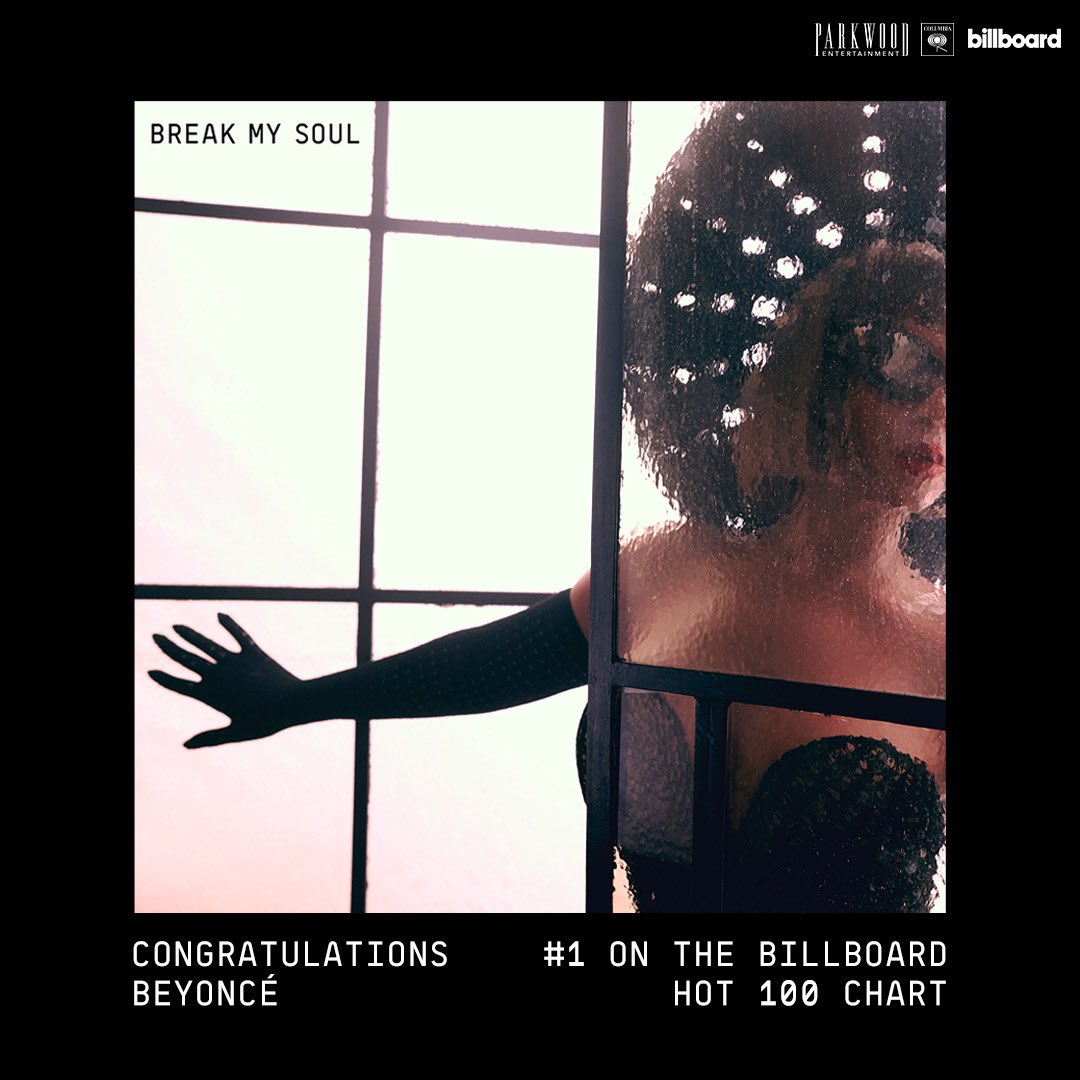 PARKWOOD
ENTERTAINMENT
COLUMBIA
billboard
BREAK MY SOUL
CONGRATULATIONS
BEYONCÉ
#1 ON THE BILLBOARD
HOT 100 CHART